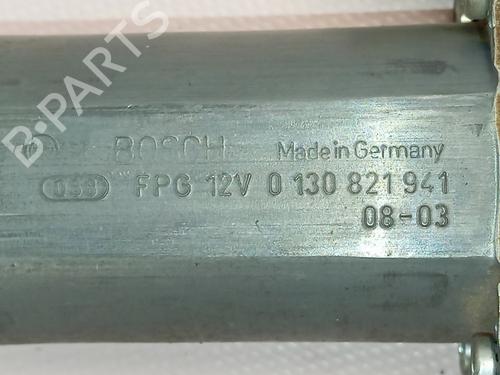 B-PARTS
BOSCH Made in Germany
FPG 12V 0 130 821 941
08-03